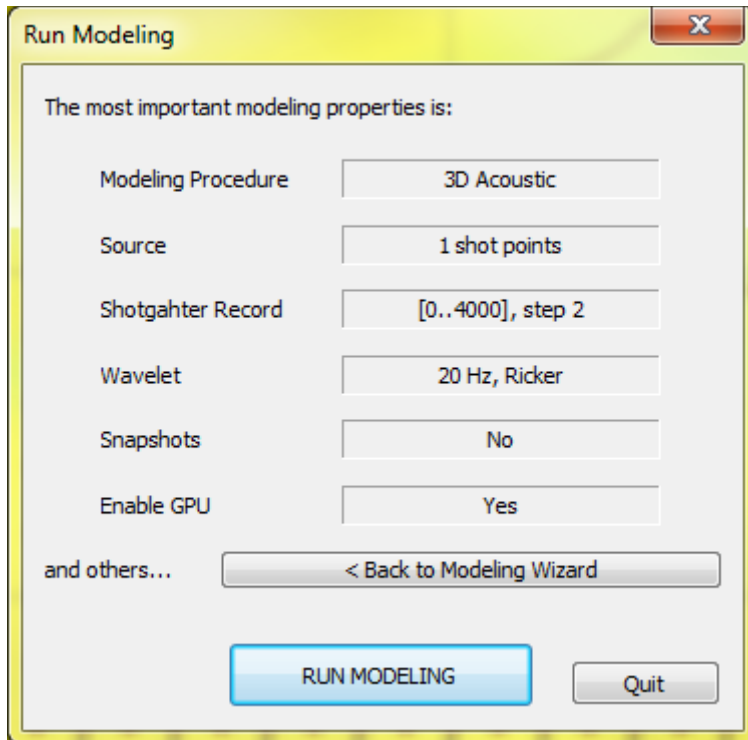 Run Modeling
The most important modeling properties is:
Modeling Procedure 3D Acoustic
Source 1 shot points
Shotgahter Record [0..4000], step 2
Wavelet 20 Hz, Ricker
Snapshots No
Enable GPU Yes
and others... < Back to Modeling Wizard
RUN MODELING Quit